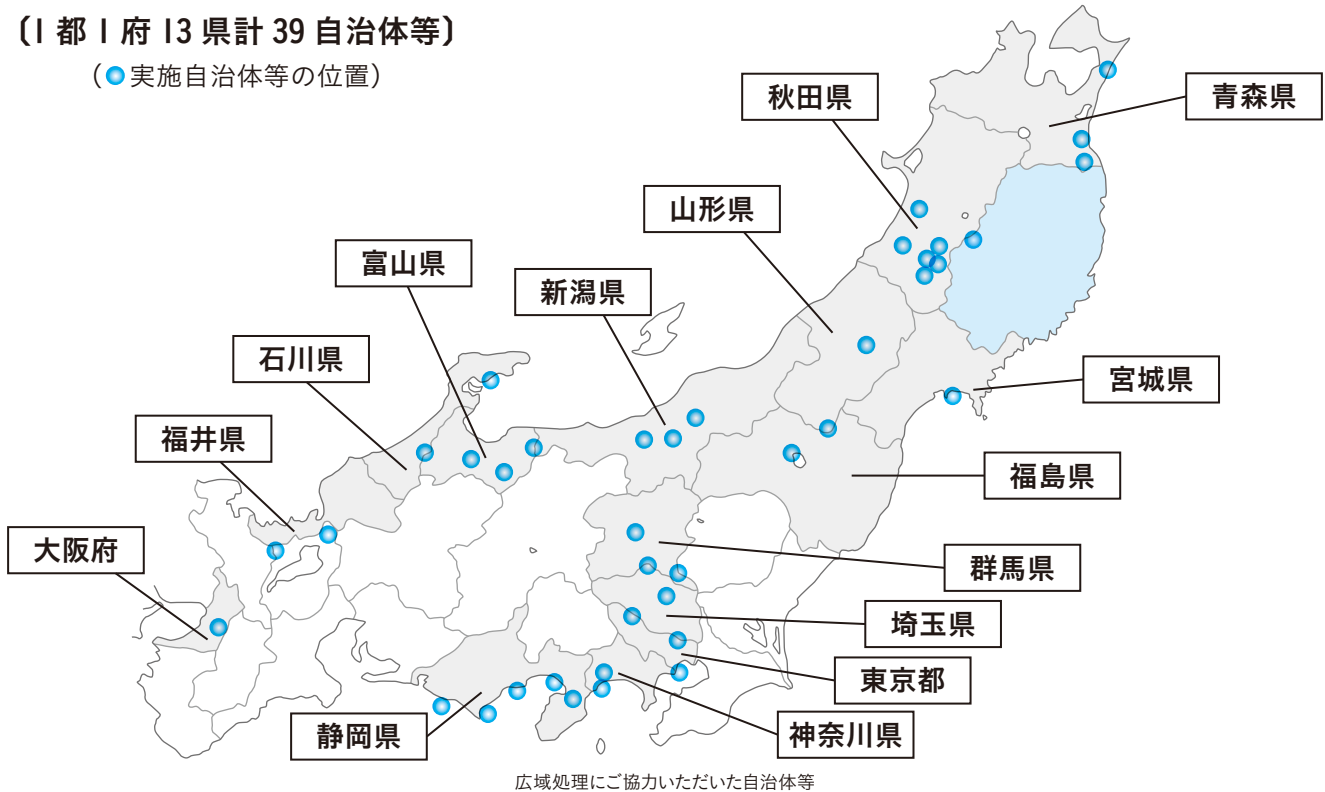 〔1都1府13県計39自治体等〕
（実施自治体等の位置）
秋田県
青森県
山形県
富山県
新潟県
石川県
宮城県
福井県
福島県
大阪府
群馬県
埼玉県
東京都
静岡県
神奈川県
広域処理にご協力いただいた自治体等